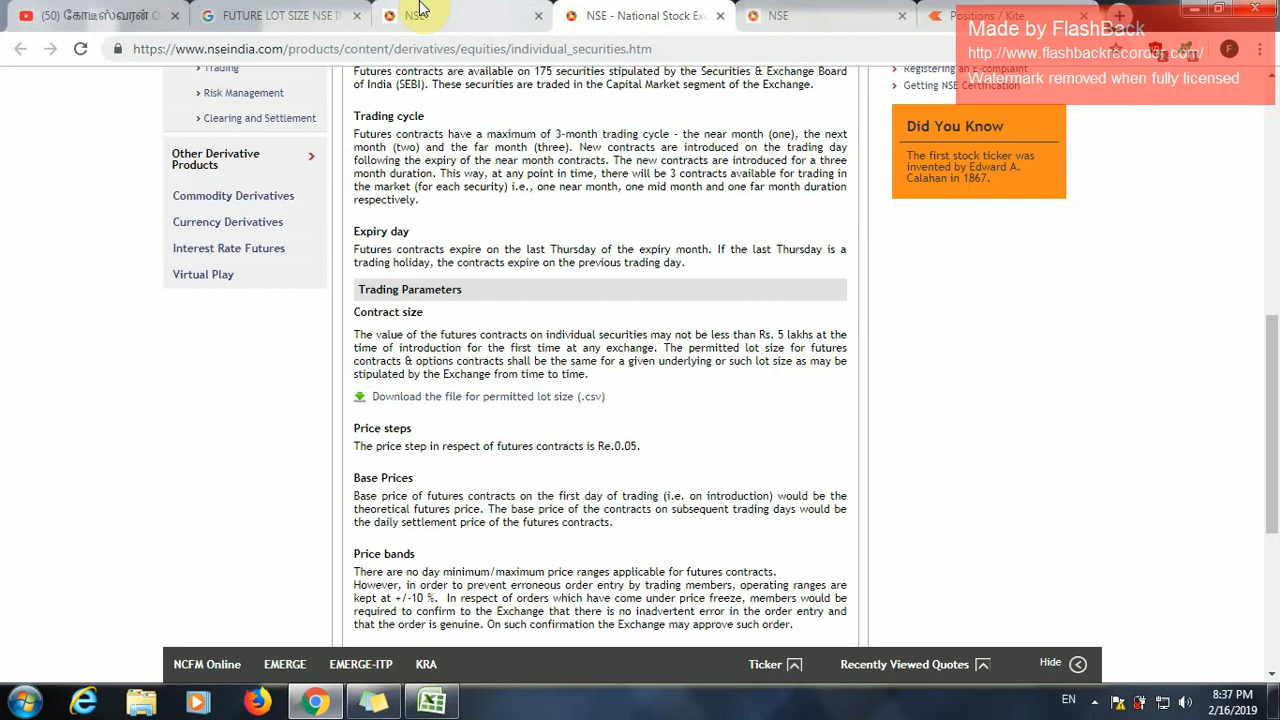 (50) கோடீஸ்வரன்
FUTURE LOT SIZE NSE I
NSE - National Stock Ex
NSE
Positions / Kite
Made by FlashBack
http://www.flashbackrecorder.com/
Watermark removed when fully licensed
https://www.nseindia.com/products/content/derivatives/equities/individual_securities.htm
Trading
Risk Management
Clearing and Settlement
Other Derivative
Products
Commodity Derivatives
Currency Derivatives
Interest Rate Futures
Virtual Play
Futures contracts are available on 175 securities stipulated by the Securities & Exchange Board
of India (SEBI). These securities are traded in the Capital Market segment of the Exchange.
Trading cycle
Futures contracts have a maximum of 3-month trading cycle - the near month (one), the next
month (two) and the far month (three). New contracts are introduced on the trading day
following the expiry of the near month contracts. The new contracts are introduced for a three
month duration. This way, at any point in time, there will be 3 contracts available for trading in
the market (for each security) i.e., one near month, one mid month and one far month duration
respectively.
Expiry day
Futures contracts expire on the last Thursday of the expiry month. If the last Thursday is a
trading holiday, the contracts expire on the previous trading day.
Trading Parameters
Contract size
The value of the futures contracts on individual securities may not be less than Rs. 5 lakhs at the
time of introduction for the first time at any exchange. The permitted lot size for futures
contracts & options contracts shall be the same for a given underlying or such lot size as may be
stipulated by the Exchange from time to time.
Download the file for permitted lot size (.csv)
Price steps
The price step in respect of futures contracts is Re.0.05.
Base Prices
Base price of futures contracts on the first day of trading (i.e. on introduction) would be the
theoretical futures price. The base price of the contracts on subsequent trading days would be
the daily settlement price of the futures contracts.
Price bands
There are no day minimum/maximum price ranges applicable for futures contracts.
However, in order to prevent erroneous order entry by trading members, operating ranges are
kept at +/-10 %. In respect of orders which have come under price freeze, members would be
required to confirm to the Exchange that there is no inadvertent error in the order entry and
that the order is genuine. On such confirmation the Exchange may approve such order.
Registering an E-complaint
Getting NSE Certification
Did You Know
The first stock ticker was
invented by Edward A.
Calahan in 1867.
NCFM Online
EMERGE
EMERGE-ITP
KRA
Ticker
Recently Viewed Quotes
Hide
EN
8:37 PM
2/16/2019